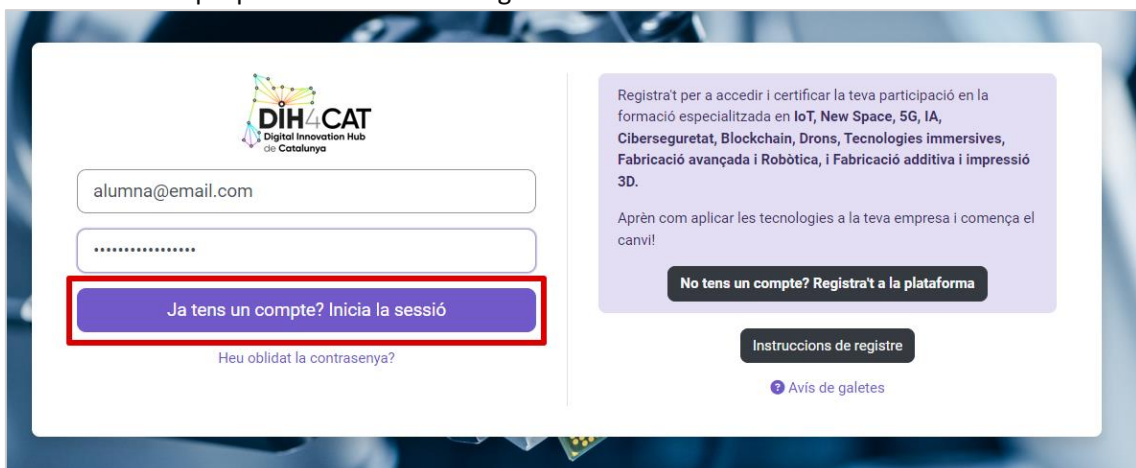 DIH4CAT
Digital Innovation Hub
de Catalunya
alumna@email.com
Ja tens un compte? Inicia la sessió
Heu oblidat la contrasenya?
Registra't per a accedir i certificar la teva participació en la
formació especialitzada en IoT, New Space, 5G, IA,
Ciberseguretat, Blockchain, Drons, Tecnologies immersives,
Fabricació avançada i Robòtica, i Fabricació additiva i impressió
3D.
Aprèn com aplicar les tecnologies a la teva empresa i comença el
canvi!
No tens un compte? Registra't a la plataforma
Instruccions de registre
Avís de galetes